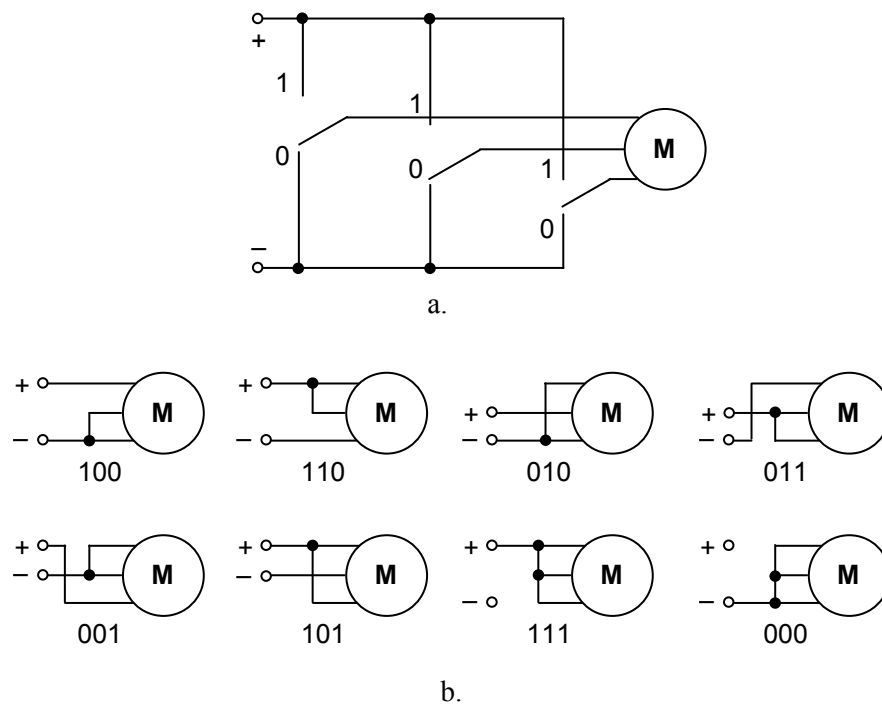 +
1
1
M
0
0
1
0
–
a.
+ M
–
100
+ M
–
110
M
+
–
010
M
+
–
011
+
– M
001
+
– M
101
+
M
–
111
+
M
–
000
b.